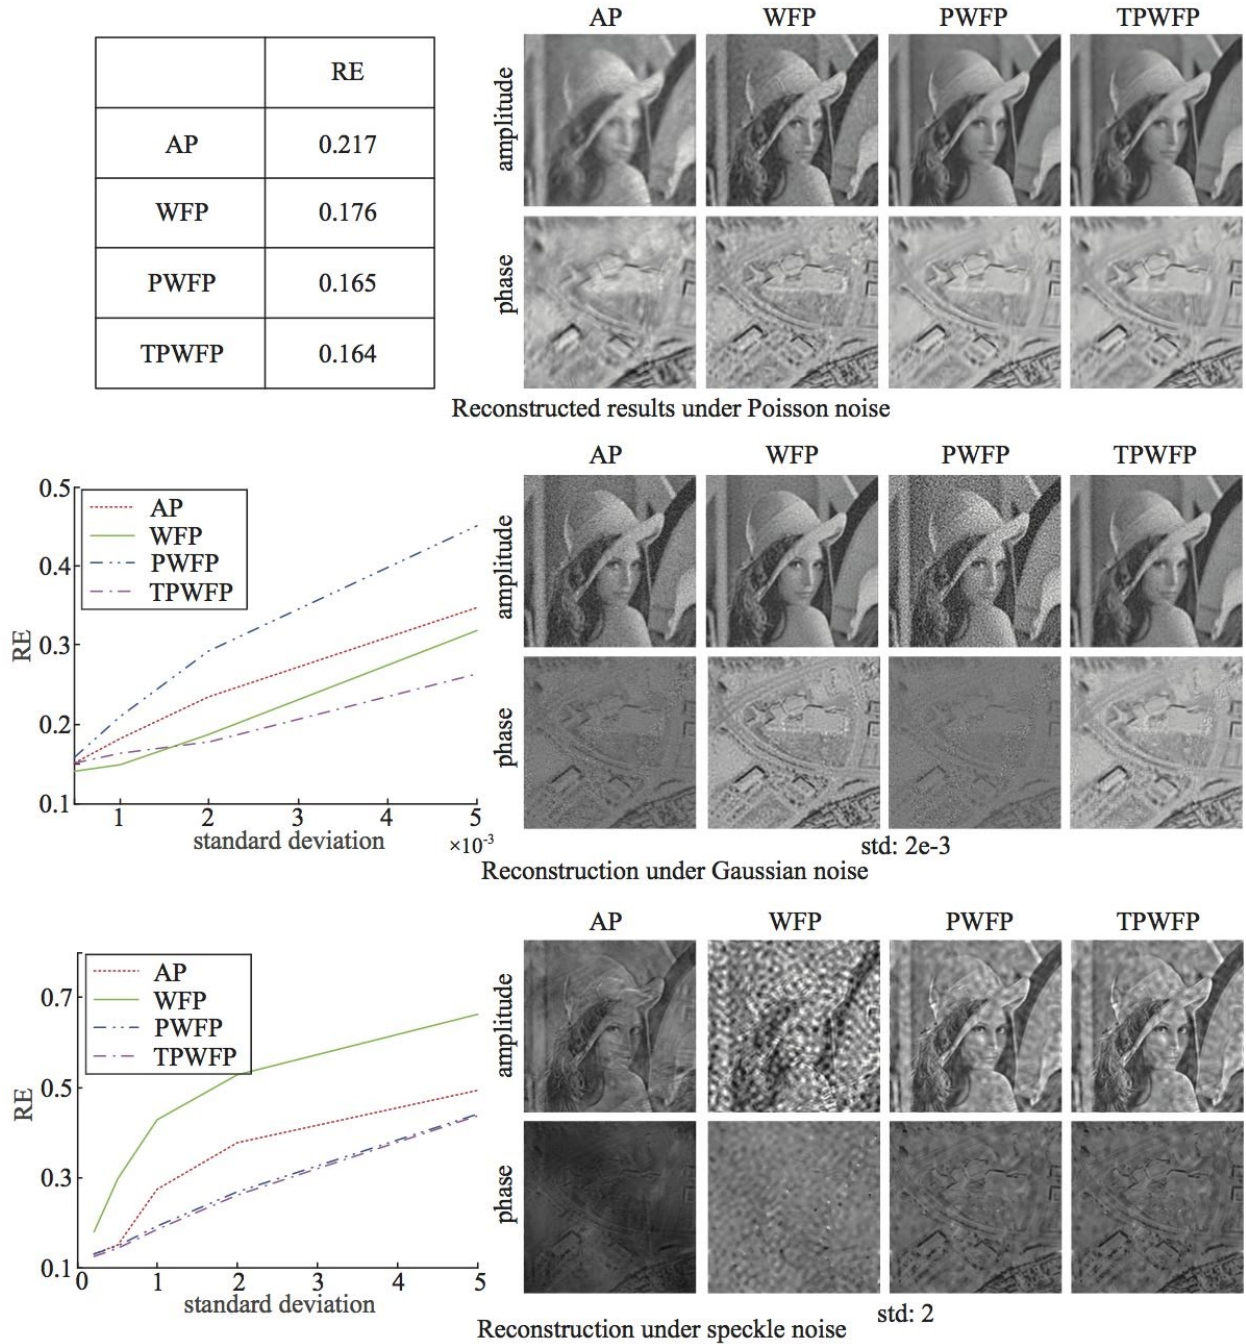 AP WFP PWFP TPWFP
RE
AP 0.217
WFP 0.176
PWFP 0.165
TPWFP 0.164
amplitude
phase
Reconstructed results under Poisson noise
AP WFP PWFP TPWFP
0.5
0.4
0.3
0.2
0.1
RE
AP
WFP
PWFP
TPWFP
1 2 3 4 5
standard deviation ×10⁻³
amplitude
phase
std: 2e-3
Reconstruction under Gaussian noise
AP WFP PWFP TPWFP
0.7
0.5
0.3
0.1
RE
AP
WFP
PWFP
TPWFP
0 1 2 3 4 5
standard deviation
amplitude
phase
std: 2
Reconstruction under speckle noise